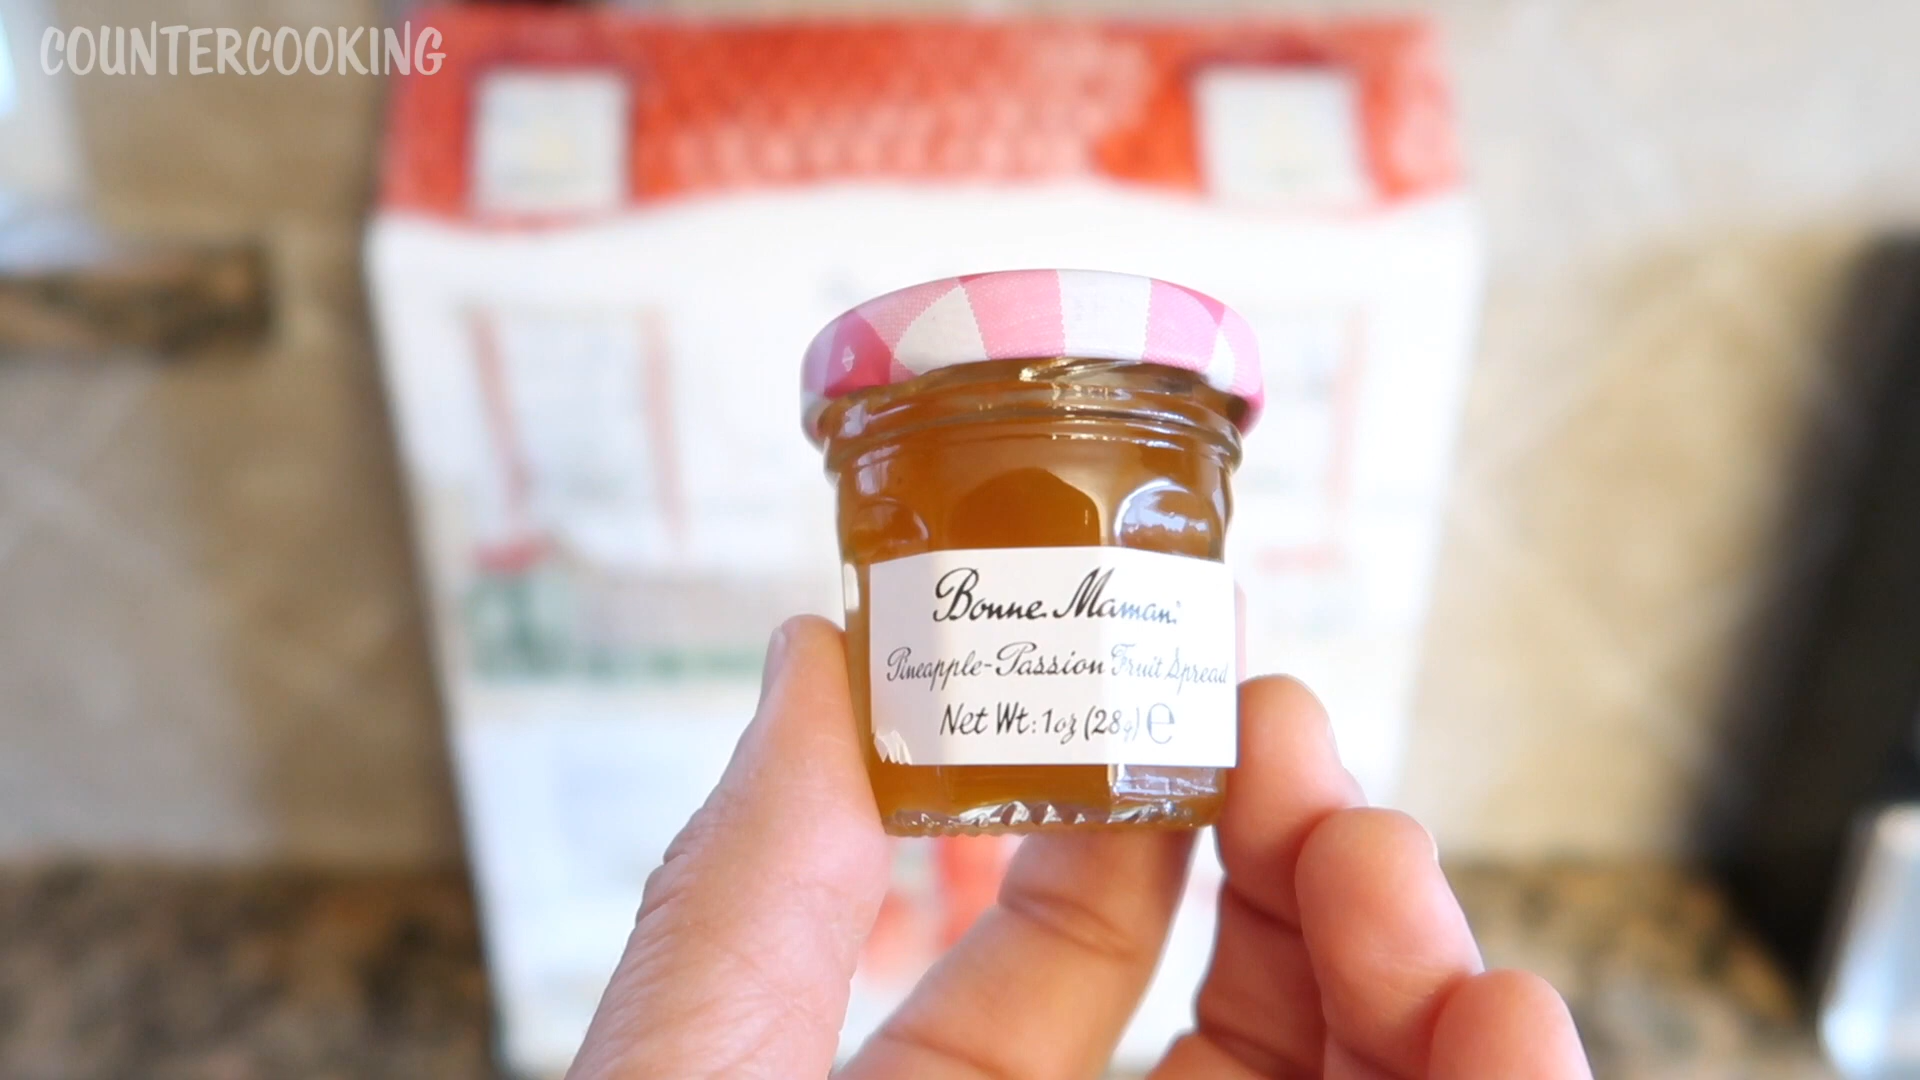 COUNTERCOOKING
Bonne Maman
Pineapple-Passion Fruit Spread
Net Wt: 1oz (28g) ℮